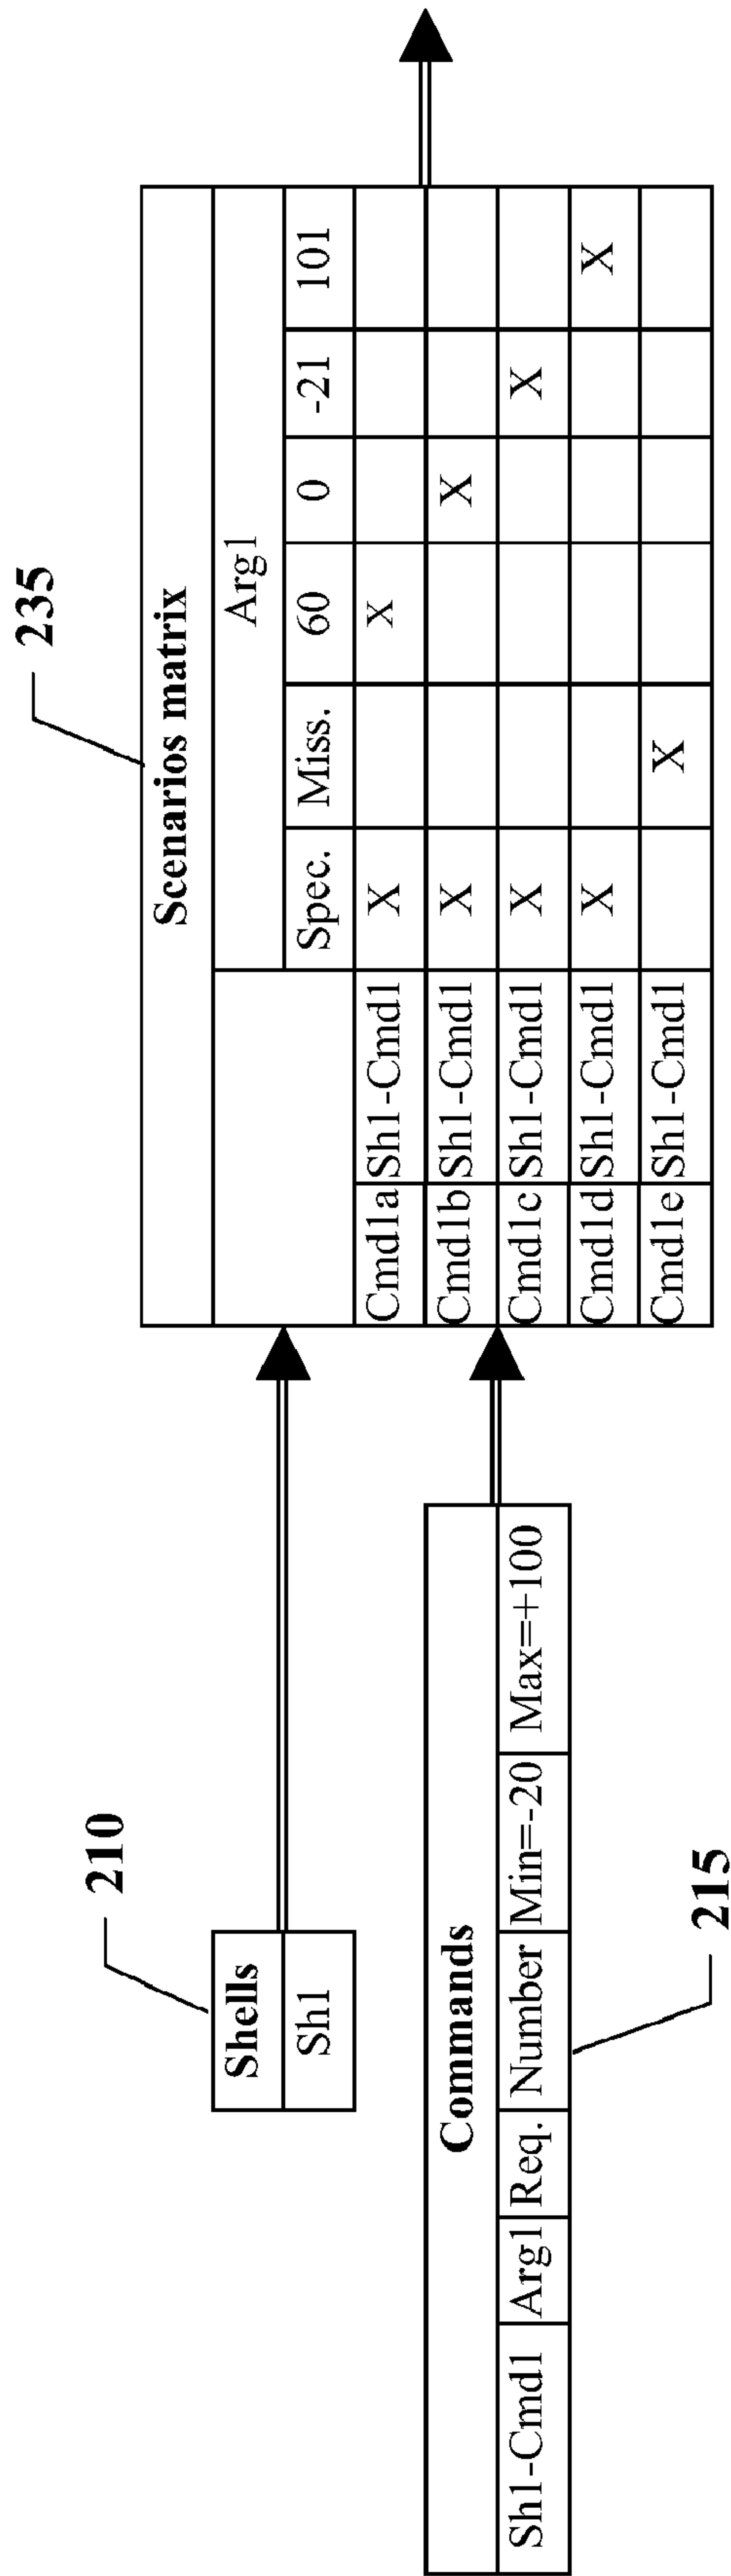 235
Scenarios matrix
Arg1
Spec. Miss. 60 0 -21 101
Cmd1a Sh1-Cmd1 X X
Cmd1b Sh1-Cmd1 X X
Cmd1c Sh1-Cmd1 X X
Cmd1d Sh1-Cmd1 X X
Cmd1e Sh1-Cmd1 X
210
Shells
Sh1
Commands
Sh1-Cmd1 Arg1 Req. Number Min=-20 Max=+100
215